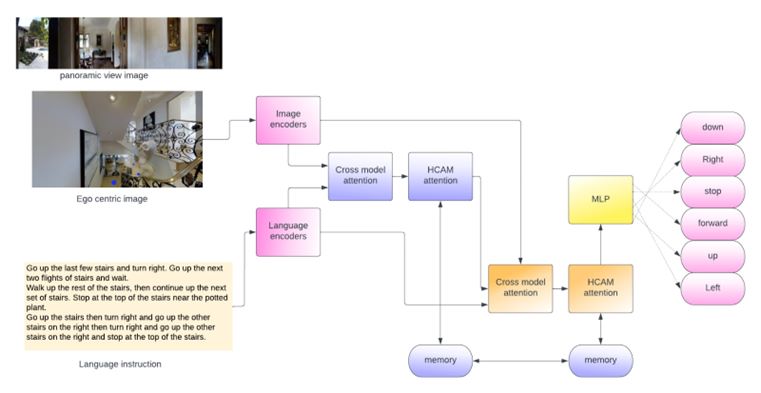 panoramic view image
Ego centric image
Go up the last few stairs and turn right. Go up the next
two flights of stairs and wait.
Walk up the rest of the stairs, then continue up the next
set of stairs. Stop at the top of the stairs near the potted
plant.
Go up the stairs then turn right and go up the other
stairs on the right then turn right and go up the other
stairs on the right and stop at the top of the stairs.
Language instruction
Image
encoders
Language
encoders
Cross model
attention
HCAM
attention
Cross model
attention
HCAM
attention
memory
memory
MLP
down
Right
stop
forward
up
Left